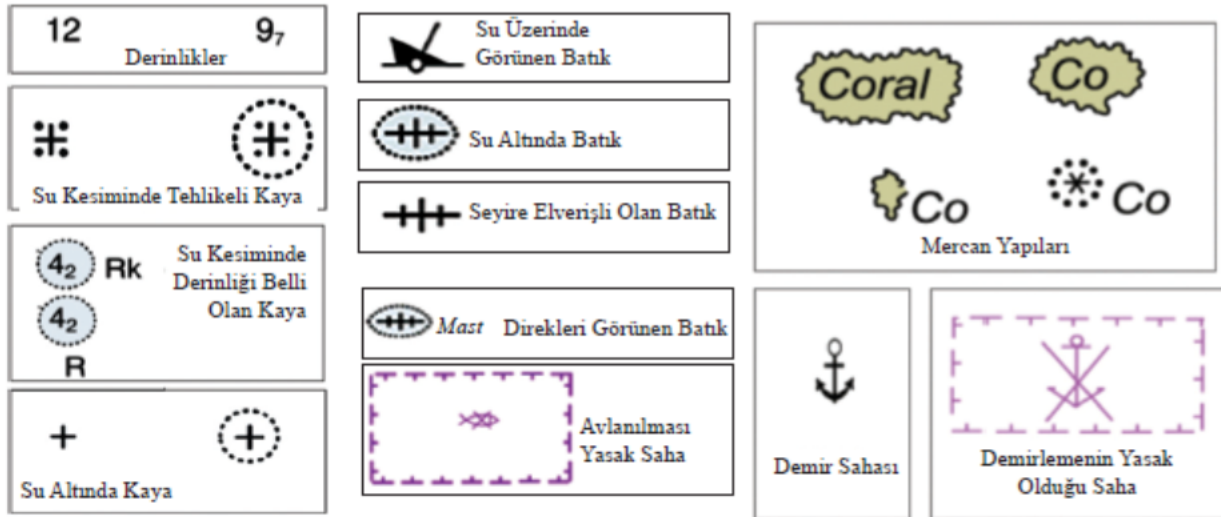 12 9₇
Derinlikler
Su Kesiminde Tehlikeli Kaya
4₂ Rk
4₂
R
Su Kesiminde
Derinliği Belli
Olan Kaya
Su Altında Kaya
Su Üzerinde
Görünen Batık
Su Altında Batık
Seyire Elverişli Olan Batık
Mast Direkleri Görünen Batık
Avlanılması
Yasak Saha
Coral Co
Co Co
Mercan Yapıları
Demir Sahası
Demirlemenin Yasak
Olduğu Saha